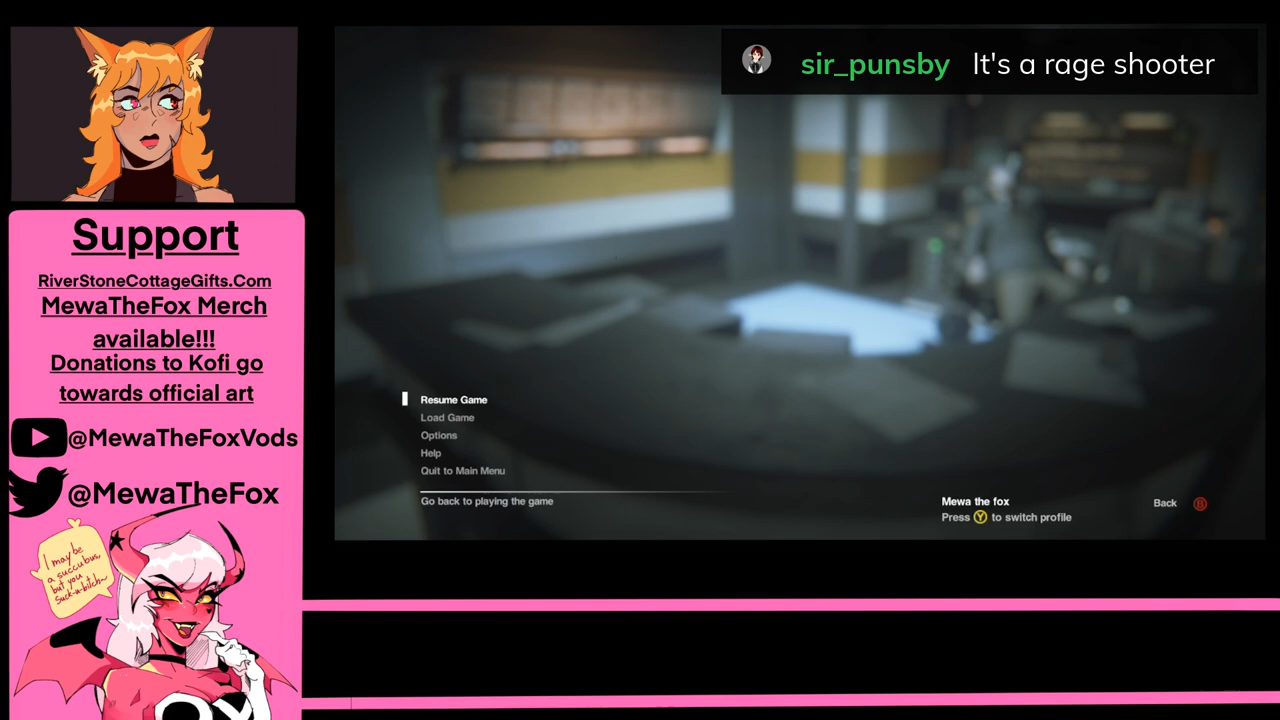 sir_punsby It's a rage shooter
Support
RiverStoneCottageGifts.Com
MewaTheFox Merch
available!!!
Donations to Kofi go
towards official art
@MewaTheFoxVods
@MewaTheFox
I may be
a succubus,
but you
suck-a-bitch~
Resume Game
Load Game
Options
Help
Quit to Main Menu
Go back to playing the game
Mewa the fox
Press Y to switch profile
Back B